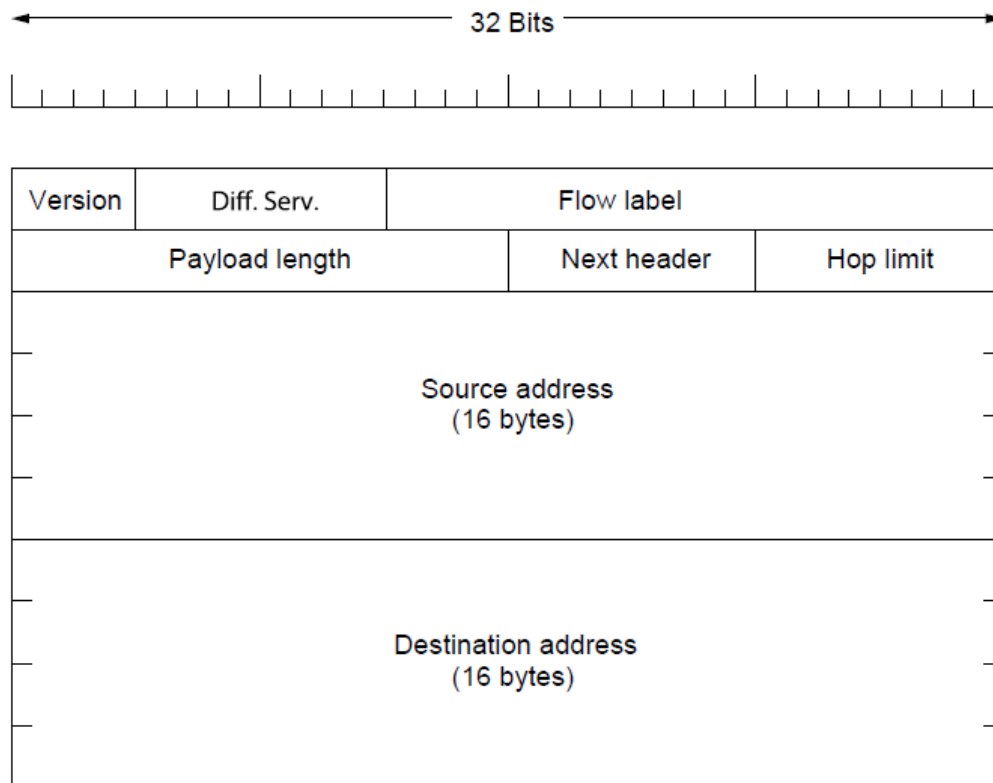 32 Bits
Version Diff. Serv. Flow label
Payload length Next header Hop limit
Source address
(16 bytes)
Destination address
(16 bytes)